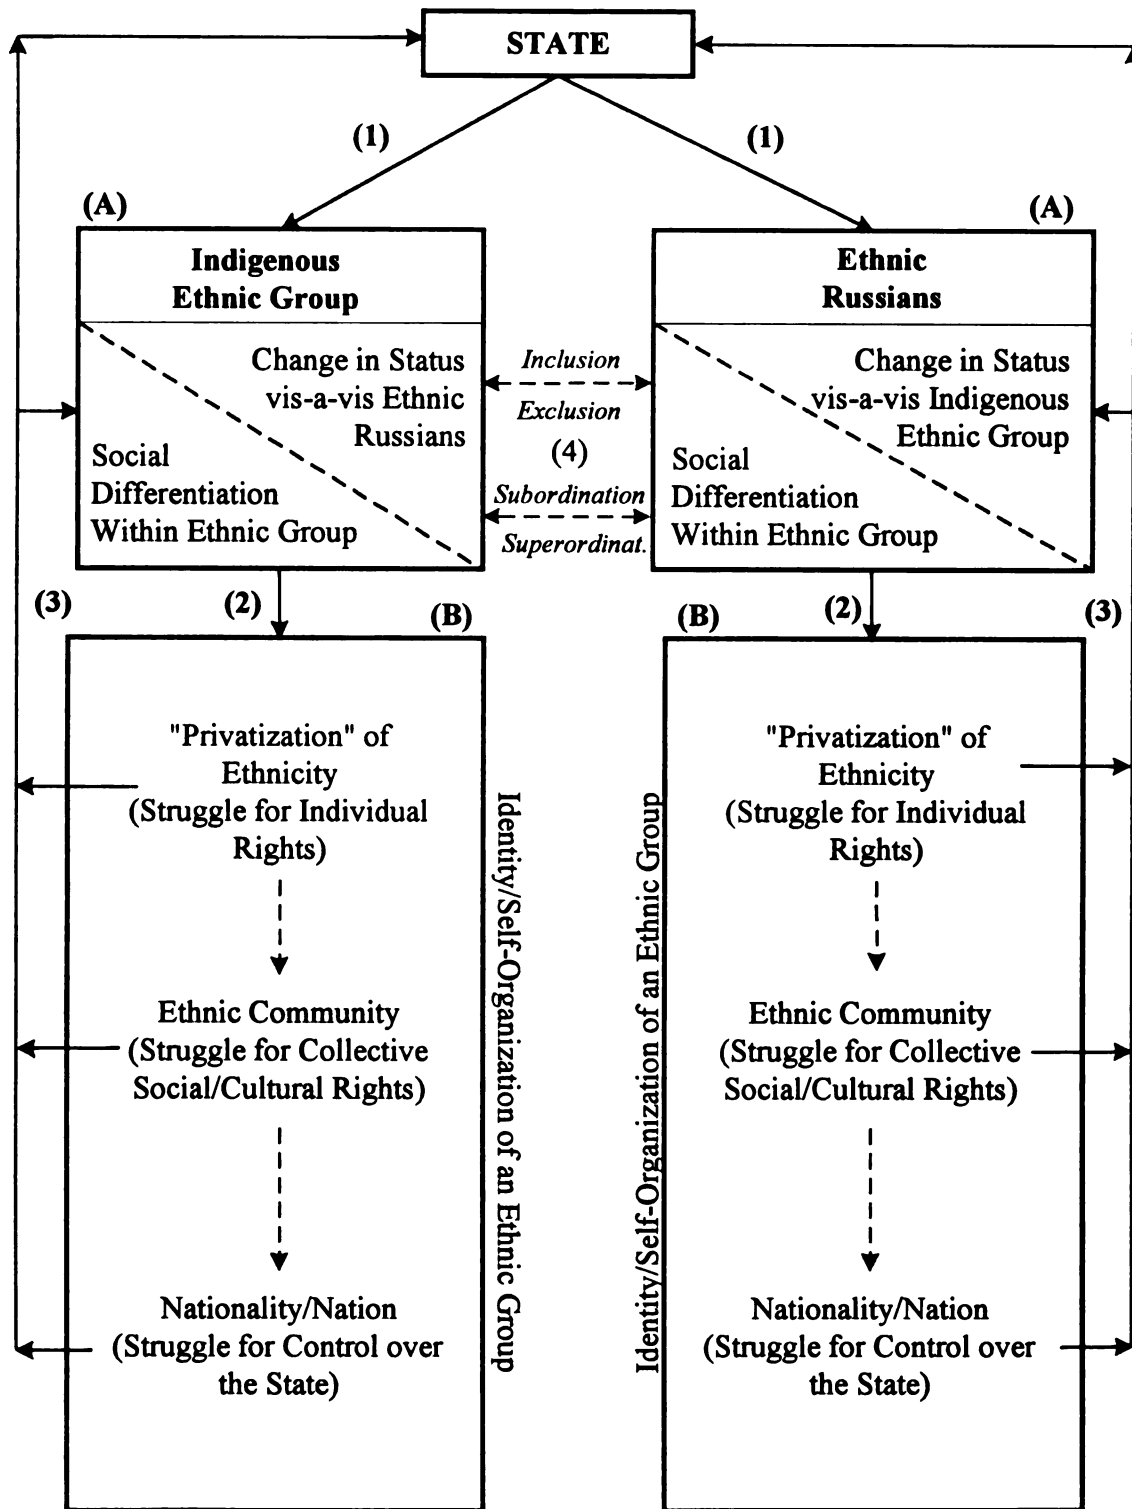 STATE
(1)
(1)
(A)
(A)
Indigenous
Ethnic Group
Ethnic
Russians
Change in Status
vis-a-vis Ethnic
Russians
Social
Differentiation
Within Ethnic Group
Inclusion
Exclusion
(4)
Subordination
Superordinat.
Change in Status
vis-a-vis Indigenous
Ethnic Group
Social
Differentiation
Within Ethnic Group
(3)
(2)
(B)
(B)
(2)
(3)
"Privatization" of
Ethnicity
(Struggle for Individual
Rights)
Ethnic Community
(Struggle for Collective
Social/Cultural Rights)
Nationality/Nation
(Struggle for Control over
the State)
Identity/Self-Organization of an Ethnic Group
Identity/Self-Organization of an Ethnic Group
"Privatization" of
Ethnicity
(Struggle for Individual
Rights)
Ethnic Community
(Struggle for Collective
Social/Cultural Rights)
Nationality/Nation
(Struggle for Control over
the State)